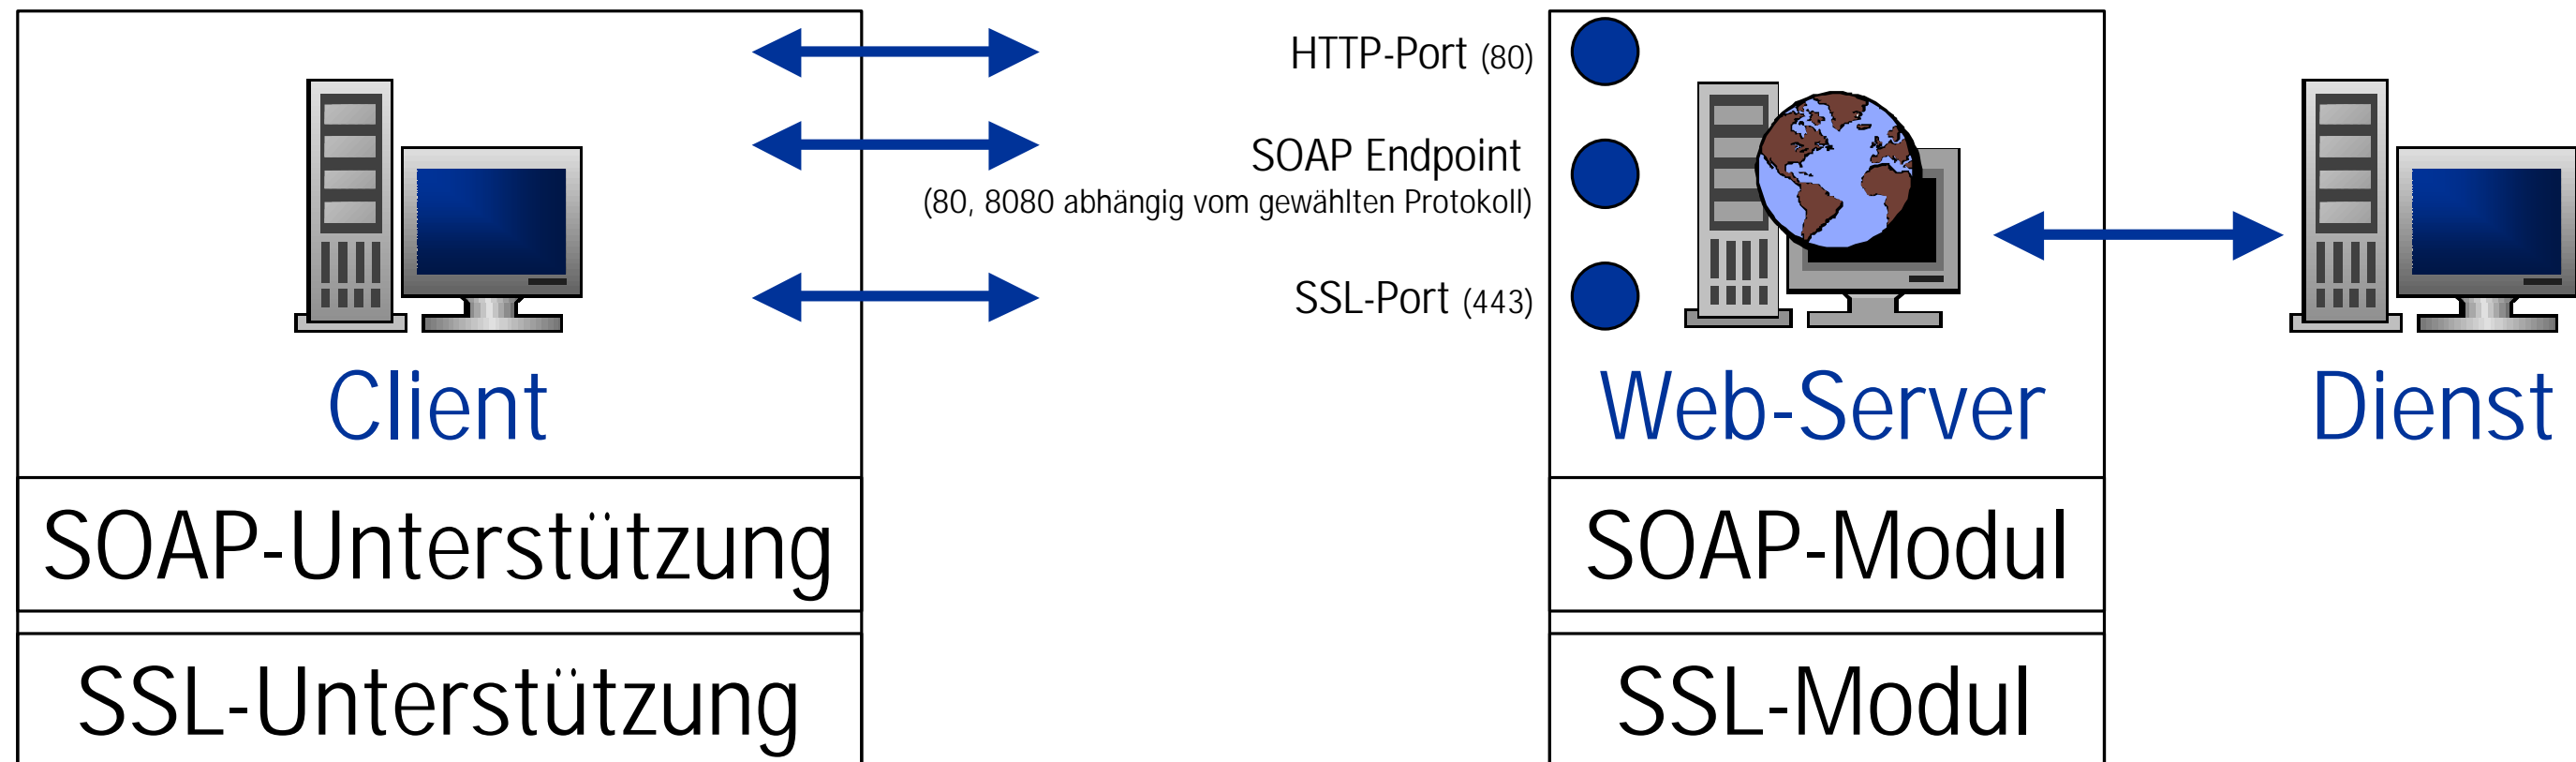 HTTP-Port (80)
SOAP Endpoint
(80, 8080 abhängig vom gewählten Protokoll)
SSL-Port (443)
Client
Web-Server
Dienst
SOAP-Unterstützung
SOAP-Modul
SSL-Unterstützung
SSL-Modul